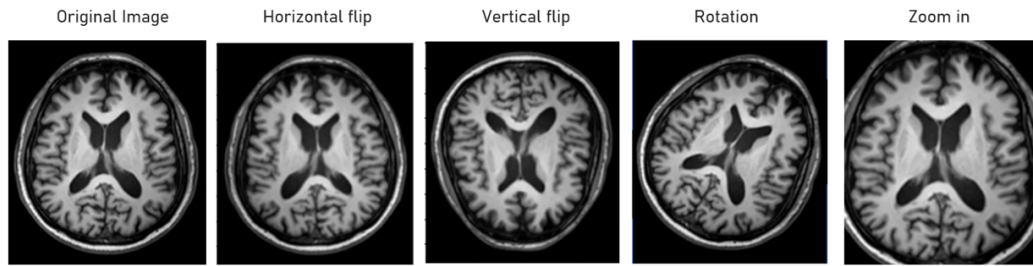 Original Image
Horizontal flip
Vertical flip
Rotation
Zoom in